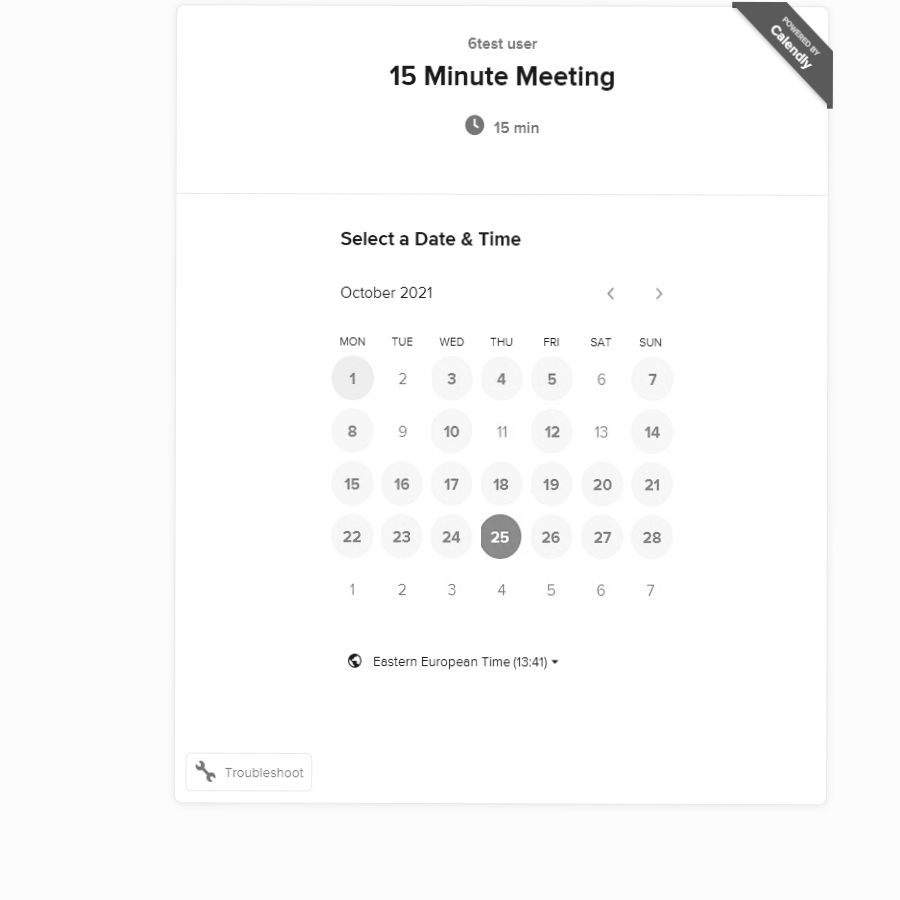 6test user
POWERED BY
Calendly
15 Minute Meeting
15 min
Select a Date & Time
October 2021
MON TUE WED THU FRI SAT SUN
1 2 3 4 5 6 7
8 9 10 11 12 13 14
15 16 17 18 19 20 21
22 23 24 25 26 27 28
1 2 3 4 5 6 7
Eastern European Time (13:41)
Troubleshoot